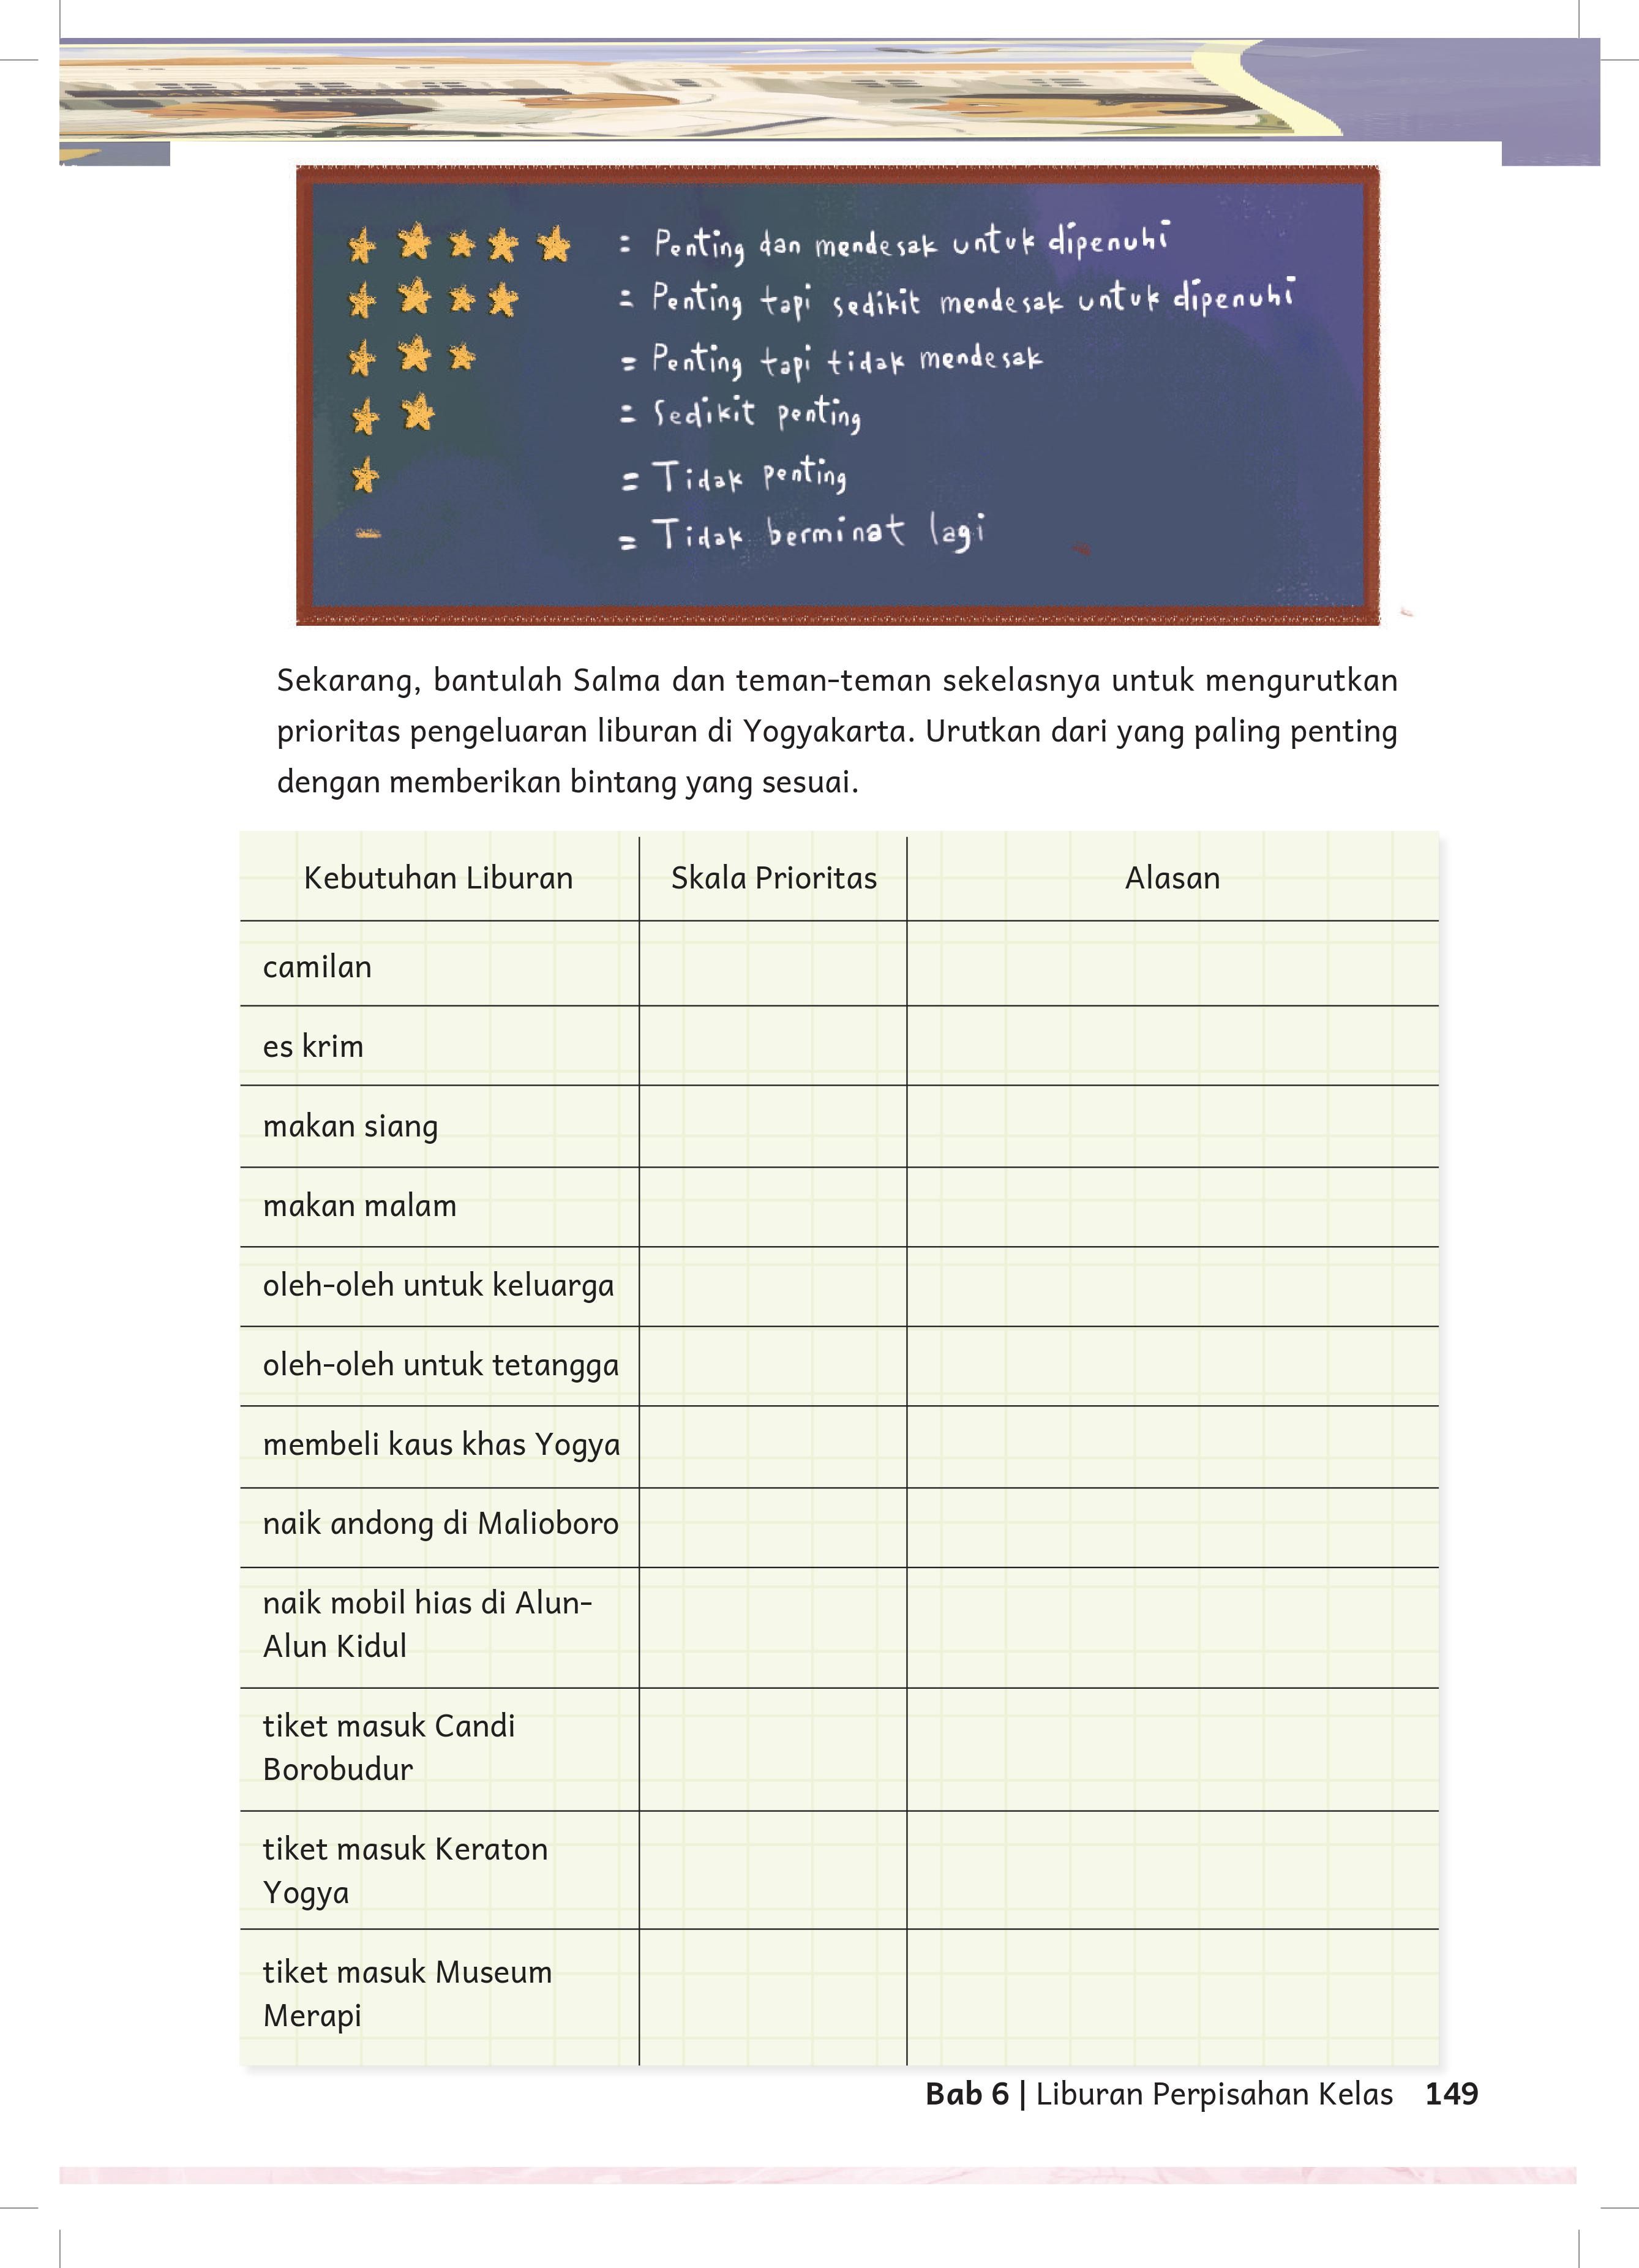 = Penting dan mendesak untuk dipenuhi
= Penting tapi sedikit mendesak untuk dipenuhi
= Penting tapi tidak mendesak
= Sedikit penting
= Tidak penting
– = Tidak berminat lagi
Sekarang, bantulah Salma dan teman-teman sekelasnya untuk mengurutkan
prioritas pengeluaran liburan di Yogyakarta. Urutkan dari yang paling penting
dengan memberikan bintang yang sesuai.
Kebutuhan Liburan Skala Prioritas Alasan
camilan
es krim
makan siang
makan malam
oleh-oleh untuk keluarga
oleh-oleh untuk tetangga
membeli kaus khas Yogya
naik andong di Malioboro
naik mobil hias di Alun-
Alun Kidul
tiket masuk Candi
Borobudur
tiket masuk Keraton
Yogya
tiket masuk Museum
Merapi
Bab 6 | Liburan Perpisahan Kelas 149